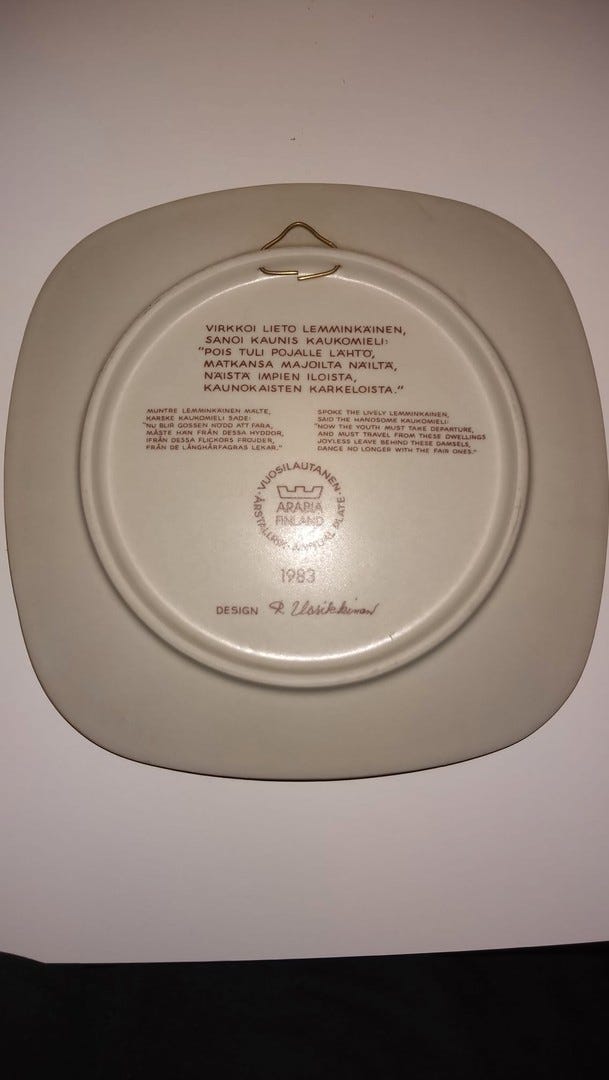 VIRKKOI LIETO LEMMINKÄINEN,
SANOI KAUNIS KAUKOMIELI:
"POIS TULI POJALLE LÄHTÖ,
MATKANSA MAJOILTA NÄILTÄ,
NÄISTÄ IMPIEN ILOISTA,
KAUNOKAISTEN KARKELOISTA."
MUNTRE LEMMINKÄINEN MÄLTE,
KARSKE KAUKOMIELI SADE:
"NU BLIR GOSSEN NÖDD ATT FARA,
MÅSTE HAN FRÅN DESSA HYDDOR,
IFRÅN DESSA FLICKORS FRÖJDER,
FRÅN DE LÅNGHÅRFAGRAS LEKAR."
SPOKE THE LIVELY LEMMINKAINEN,
SAID THE HANDSOME KAUKOMIELI:
"NOW THE YOUTH MUST TAKE DEPARTURE,
AND MUST TRAVEL FROM THESE DWELLINGS
JOYLESS LEAVE BEHIND THESE DAMSELS,
DANCE NO LONGER WITH THE FAIR ONES."
VUOSILAUTANEN · ANNUAL PLATE · ÅRSTALLRIK
ARABIA
FINLAND
1983
DESIGN R. Uosikkinen